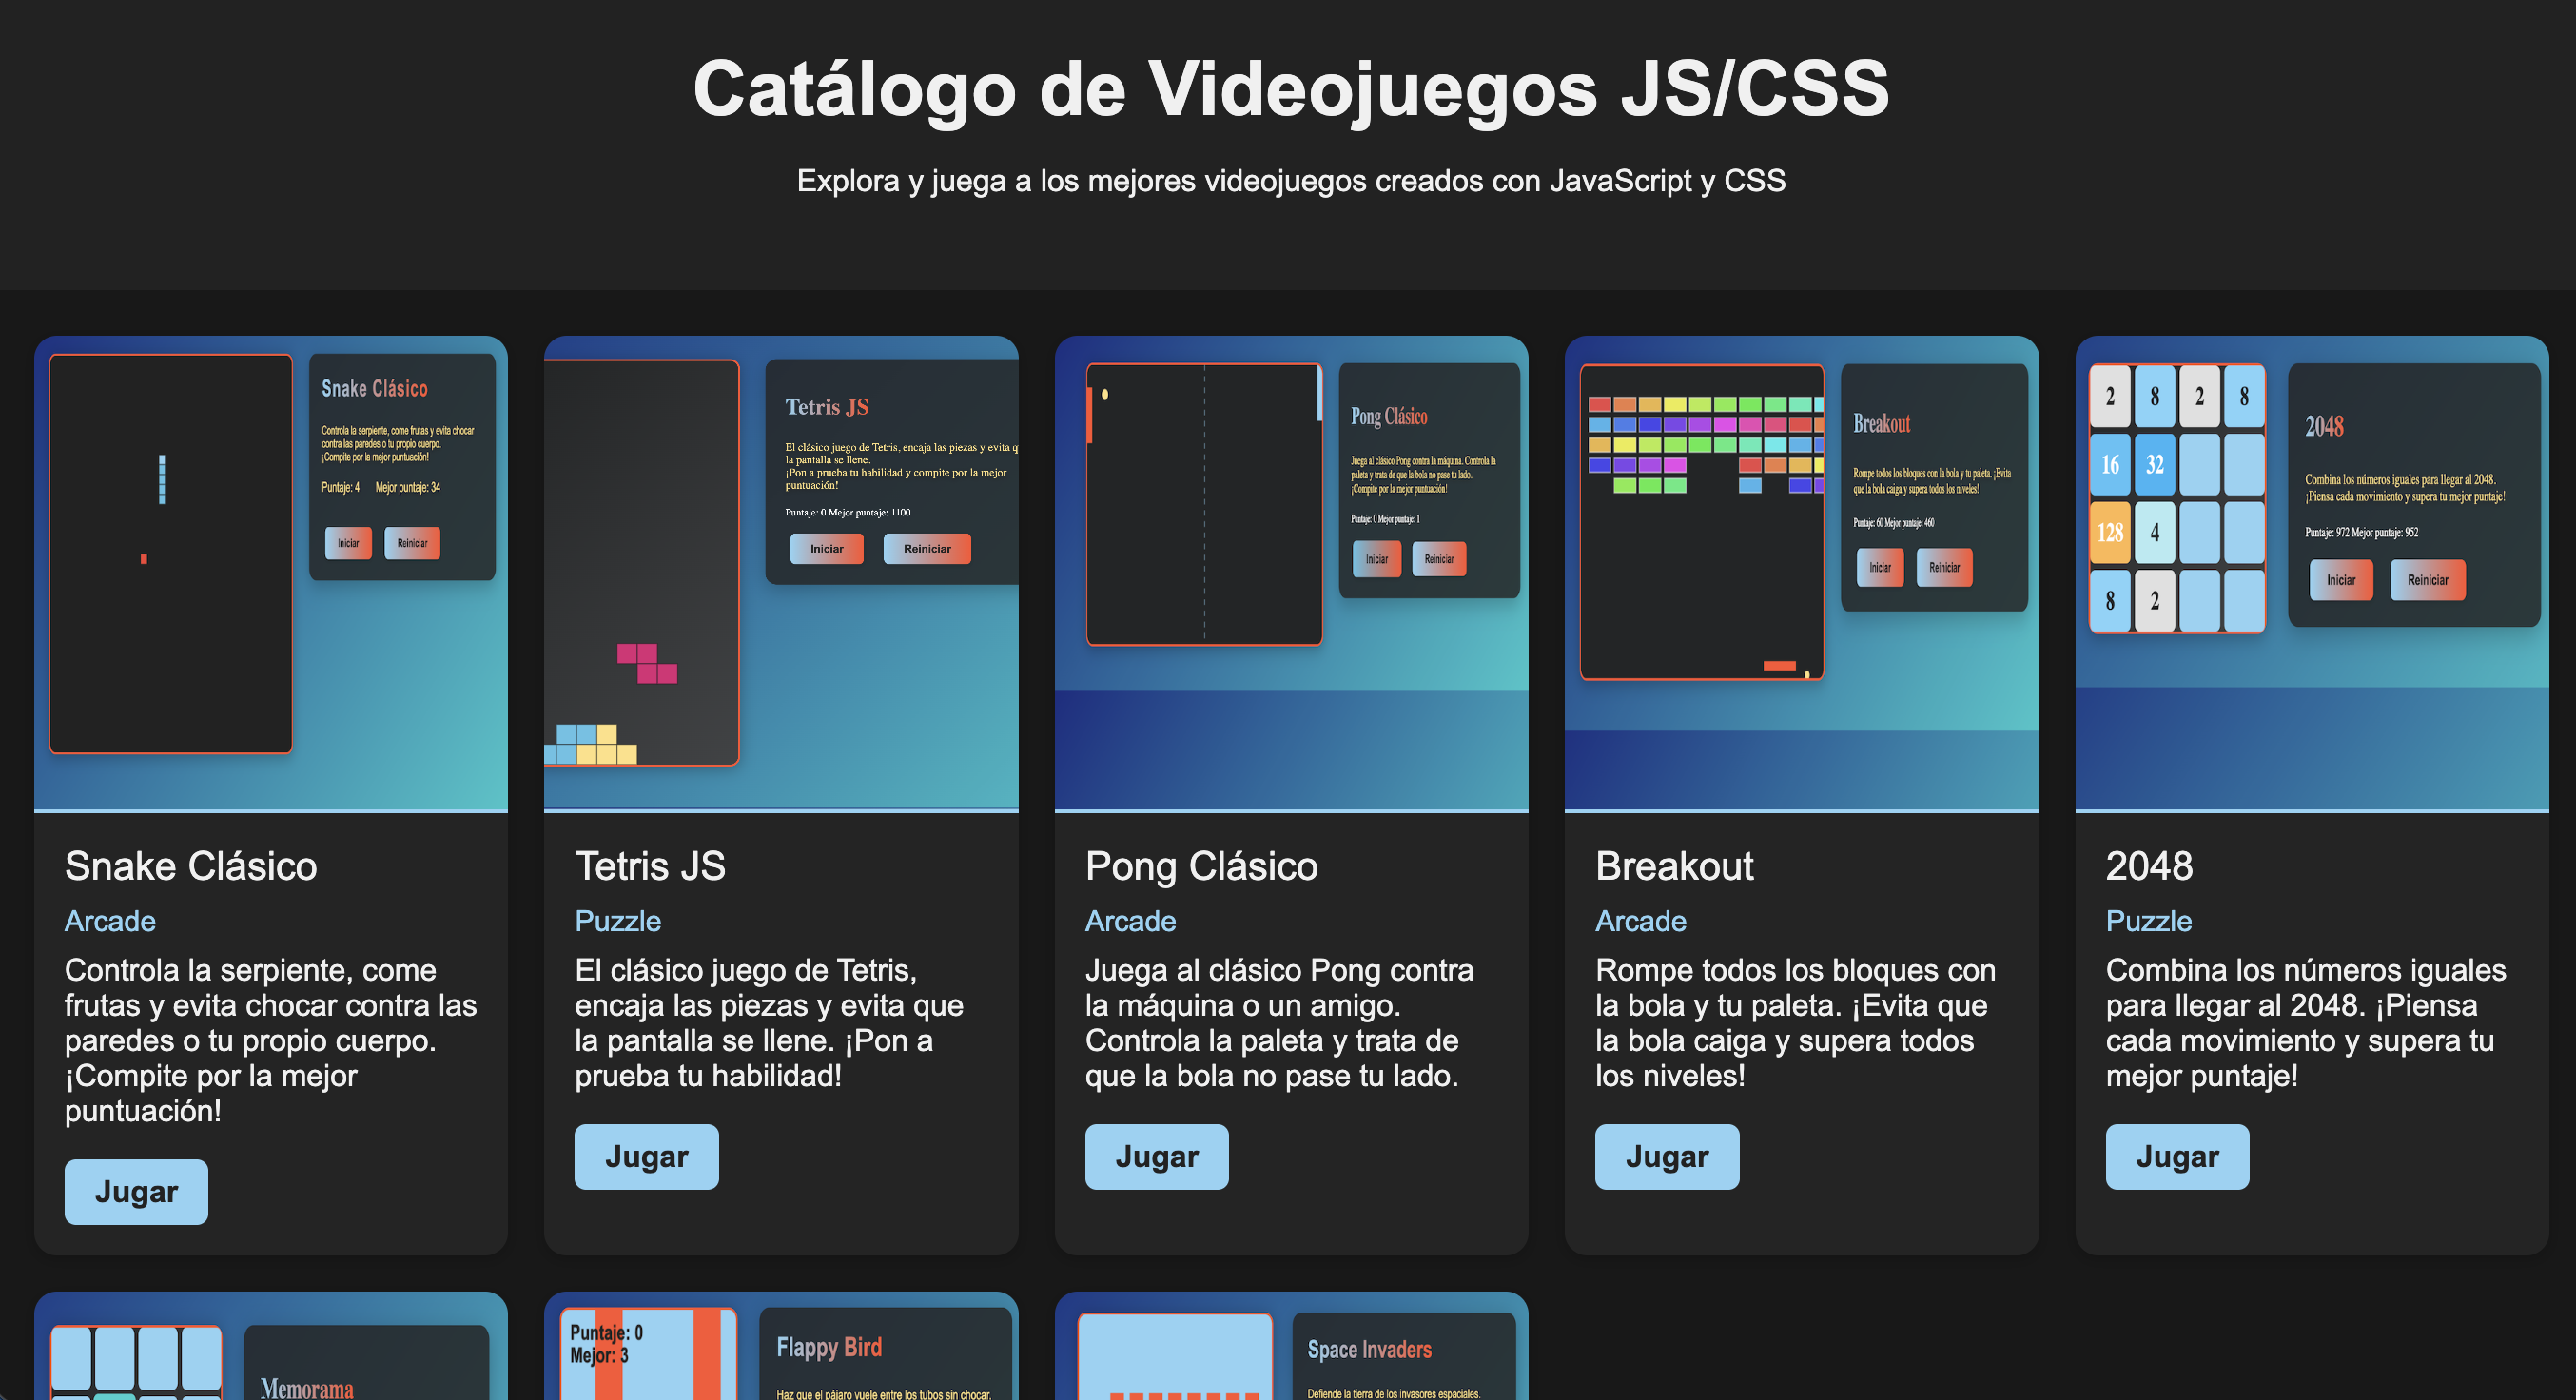 Catálogo de Videojuegos JS/CSS
Explora y juega a los mejores videojuegos creados con JavaScript y CSS
Snake Clásico
Controla la serpiente, come frutas y evita chocar
contra las paredes o tu propio cuerpo.
¡Compite por la mejor puntuación!
Puntaje: 4 Mejor puntaje: 34
Iniciar Reiniciar
Snake Clásico
Arcade
Controla la serpiente, come
frutas y evita chocar contra las
paredes o tu propio cuerpo.
¡Compite por la mejor
puntuación!
Jugar
Tetris JS
El clásico juego de Tetris, encaja las piezas y evita q
la pantalla se llene.
¡Pon a prueba tu habilidad y compite por la mejor
puntuación!
Puntaje: 0 Mejor puntaje: 1100
Iniciar Reiniciar
Tetris JS
Puzzle
El clásico juego de Tetris,
encaja las piezas y evita que
la pantalla se llene. ¡Pon a
prueba tu habilidad!
Jugar
Pong Clásico
Juega al clásico Pong contra la máquina. Controla la
paleta y trata de que la bola no pase tu lado.
¡Compite por la mejor puntuación!
Puntaje: 0 Mejor puntaje: 1
Iniciar Reiniciar
Pong Clásico
Arcade
Juega al clásico Pong contra
la máquina o un amigo.
Controla la paleta y trata de
que la bola no pase tu lado.
Jugar
Breakout
Rompe todos los bloques con la bola y tu paleta. ¡Evita
que la bola caiga y supera todos los niveles!
Puntaje: 60 Mejor puntaje: 460
Iniciar Reiniciar
Breakout
Arcade
Rompe todos los bloques con
la bola y tu paleta. ¡Evita que
la bola caiga y supera todos
los niveles!
Jugar
2 8 2 8
16 32
128 4
8 2
2048
Combina los números iguales para llegar al 2048.
¡Piensa cada movimiento y supera tu mejor puntaje!
Puntaje: 972 Mejor puntaje: 952
Iniciar Reiniciar
2048
Puzzle
Combina los números iguales
para llegar al 2048. ¡Piensa
cada movimiento y supera tu
mejor puntaje!
Jugar
Memorama
Puntaje: 0
Mejor: 3
Flappy Bird
Haz que el pájaro vuele entre los tubos sin chocar.
Space Invaders
Defiende la tierra de los invasores espaciales.